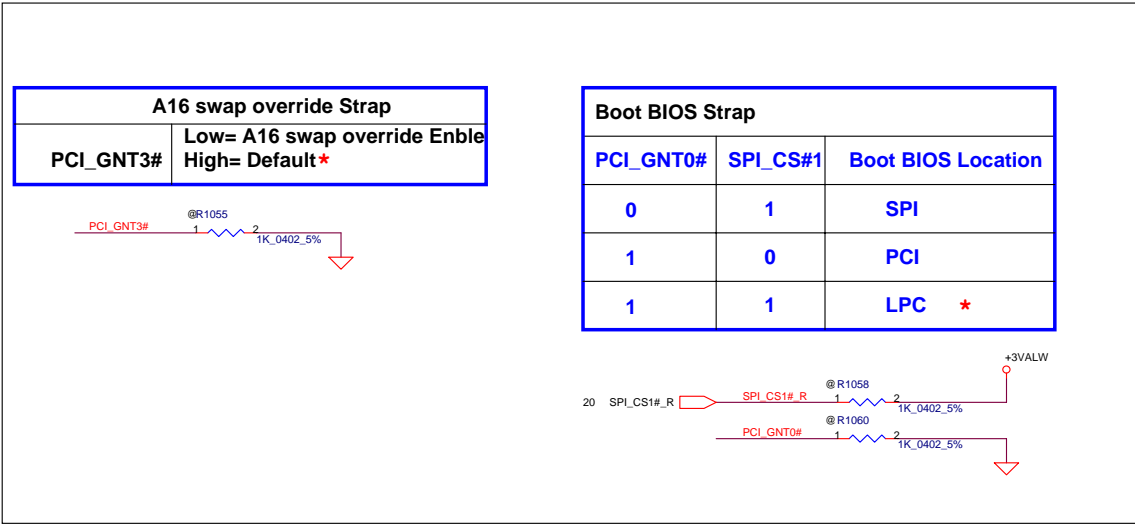 A16 swap override Strap
PCI_GNT3#
Low= A16 swap override Enble
High= Default*
PCI_GNT3#
@R1055
1
2
1K_0402_5%
Boot BIOS Strap
PCI_GNT0# SPI_CS#1 Boot BIOS Location
0 1 SPI
1 0 PCI
1 1 LPC *
+3VALW
20 SPI_CS1#_R
SPI_CS1#_R
@ R1058
1
2
1K_0402_5%
PCI_GNT0#
@ R1060
1
2
1K_0402_5%